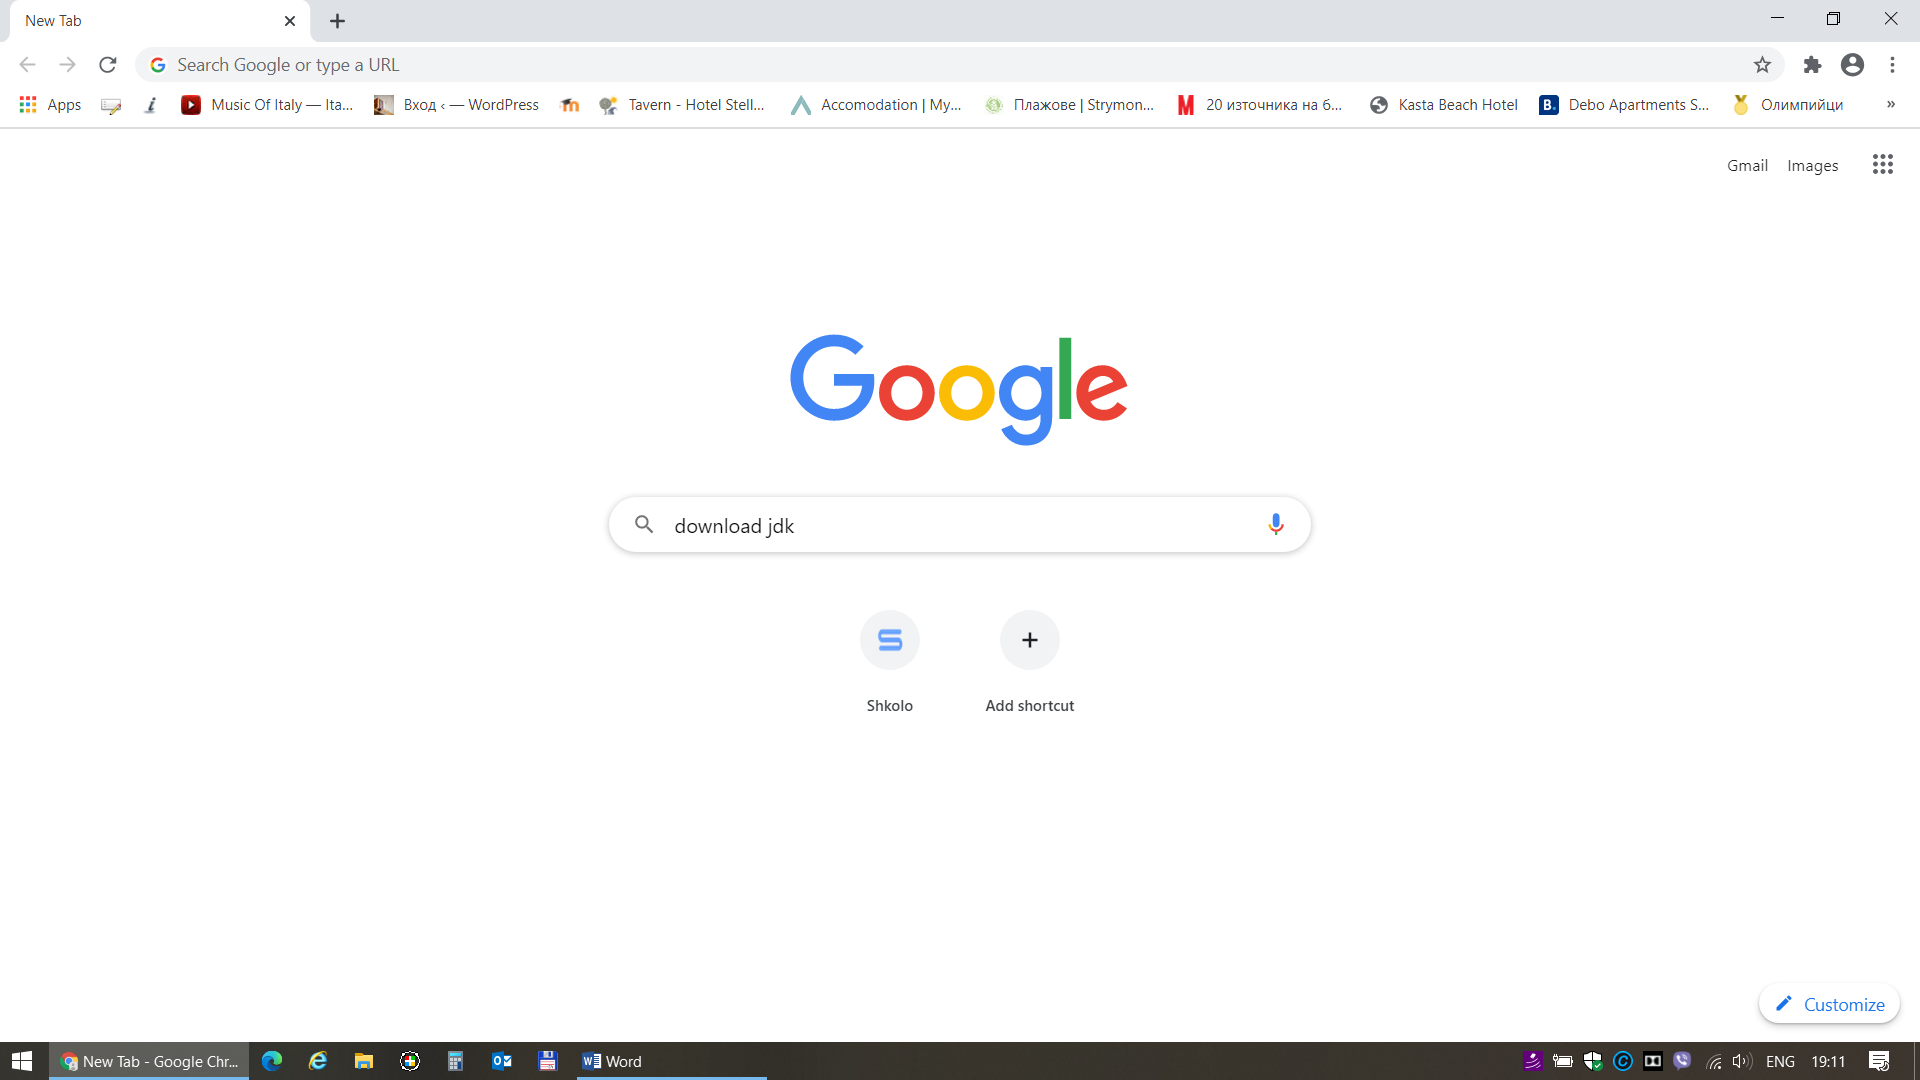 New Tab
Search Google or type a URL
Apps Music Of Italy — Ita... Вход ‹ — WordPress Tavern - Hotel Stell... Accomodation | My... Плажове | Strymon... M 20 източника на б... Kasta Beach Hotel B. Debo Apartments S... Олимпийци »
Gmail Images
Google
download jdk
Shkolo Add shortcut
Customize
New Tab - Google Chr... Word ENG 19:11